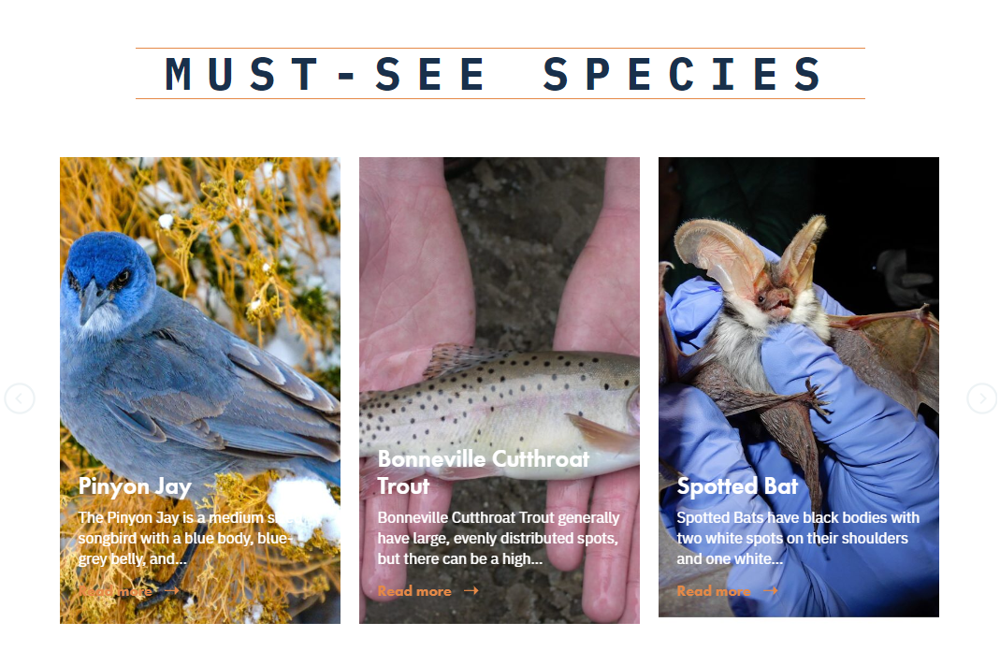 MUST-SEE SPECIES
Pinyon Jay
The Pinyon Jay is a medium size
songbird with a blue body, blue-
grey belly, and...
Read more →
Bonneville Cutthroat
Trout
Bonneville Cutthroat Trout generally
have large, evenly distributed spots,
but there can be a high...
Read more →
Spotted Bat
Spotted Bats have black bodies with
two white spots on their shoulders
and one white...
Read more →